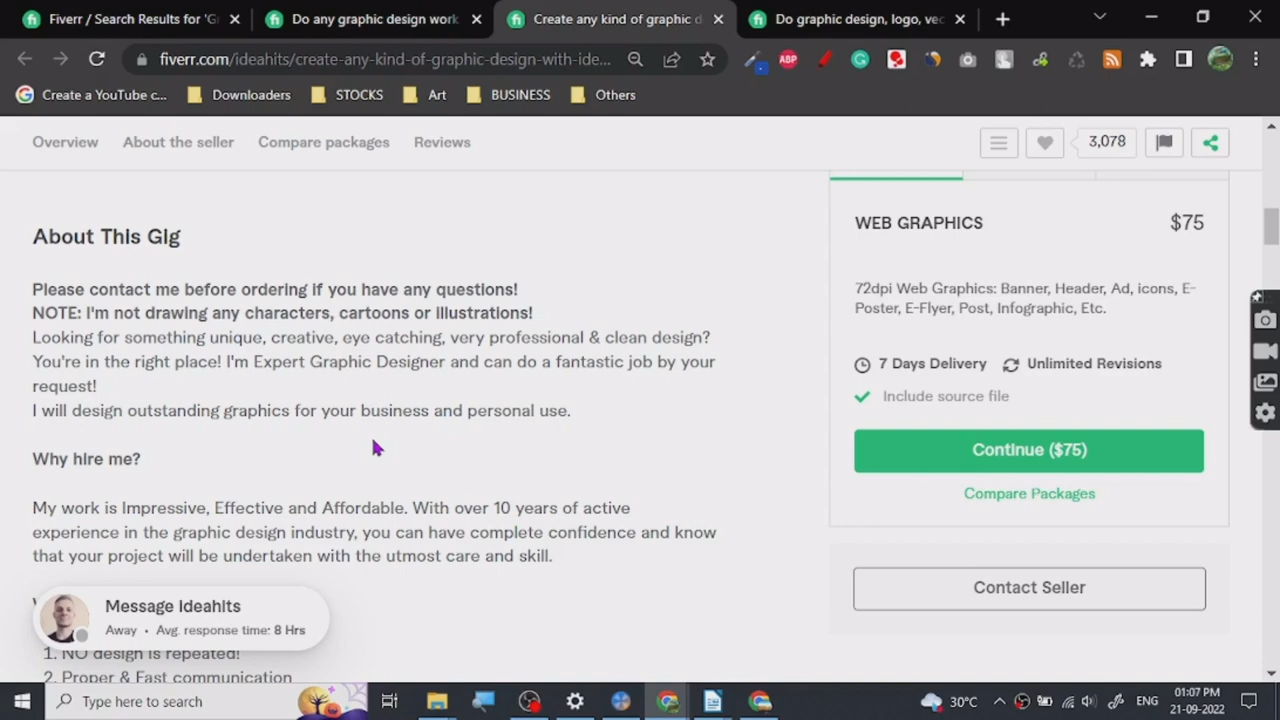 Fiverr / Search Results for 'Gr
Do any graphic design work
Create any kind of graphic d
Do graphic design, logo, vec
fiverr.com/ideahits/create-any-kind-of-graphic-design-with-ide...
ABP
Create a YouTube c...
Downloaders
STOCKS
Art
BUSINESS
Others
Overview
About the seller
Compare packages
Reviews
3,078
About This Gig
Please contact me before ordering if you have any questions!
NOTE: I'm not drawing any characters, cartoons or illustrations!
Looking for something unique, creative, eye catching, very professional & clean design?
You're in the right place! I'm Expert Graphic Designer and can do a fantastic job by your
request!
I will design outstanding graphics for your business and personal use.
Why hire me?
My work is Impressive, Effective and Affordable. With over 10 years of active
experience in the graphic design industry, you can have complete confidence and know
that your project will be undertaken with the utmost care and skill.
1. NO design is repeated!
2. Proper & Fast communication
Message Ideahits
Away • Avg. response time: 8 Hrs
WEB GRAPHICS
$75
72dpi Web Graphics: Banner, Header, Ad, icons, E-
Poster, E-Flyer, Post, Infographic, Etc.
7 Days Delivery
Unlimited Revisions
Include source file
Continue ($75)
Compare Packages
Contact Seller
Type here to search
30°C
ENG
01:07 PM
21-09-2022